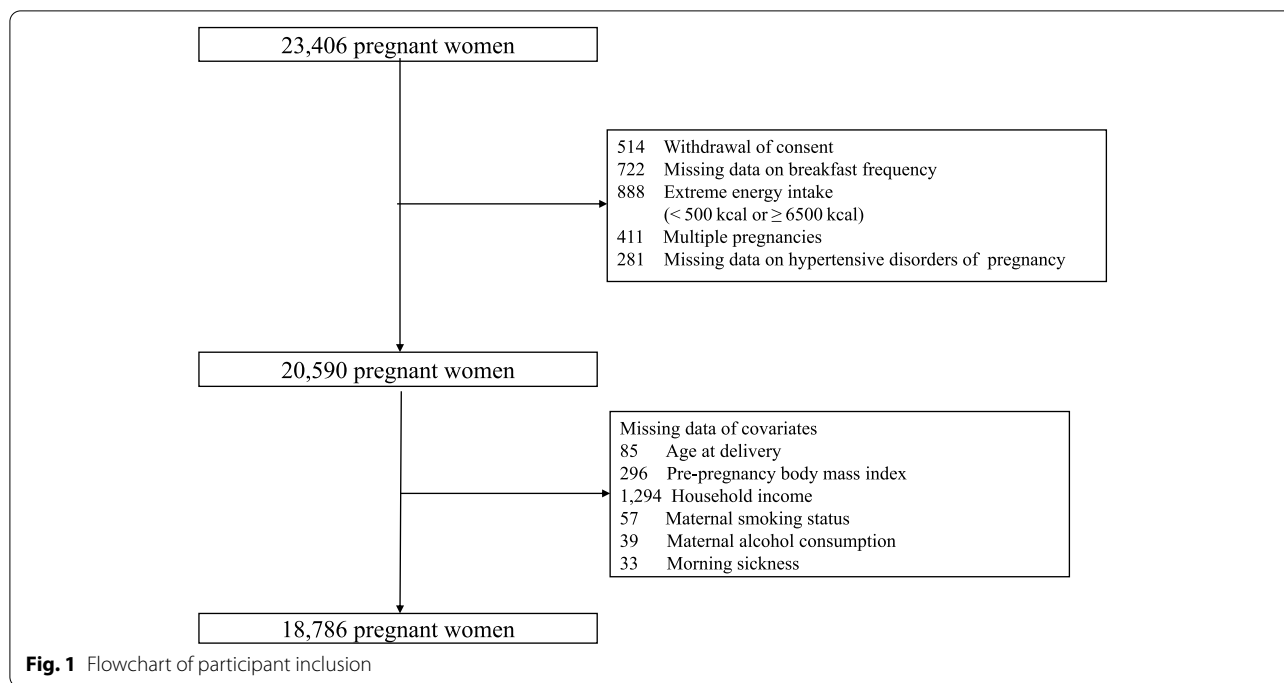 23,406 pregnant women
514 Withdrawal of consent
722 Missing data on breakfast frequency
888 Extreme energy intake
(< 500 kcal or ≥ 6500 kcal)
411 Multiple pregnancies
281 Missing data on hypertensive disorders of pregnancy
20,590 pregnant women
Missing data of covariates
85 Age at delivery
296 Pre-pregnancy body mass index
1,294 Household income
57 Maternal smoking status
39 Maternal alcohol consumption
33 Morning sickness
18,786 pregnant women
Fig. 1 Flowchart of participant inclusion